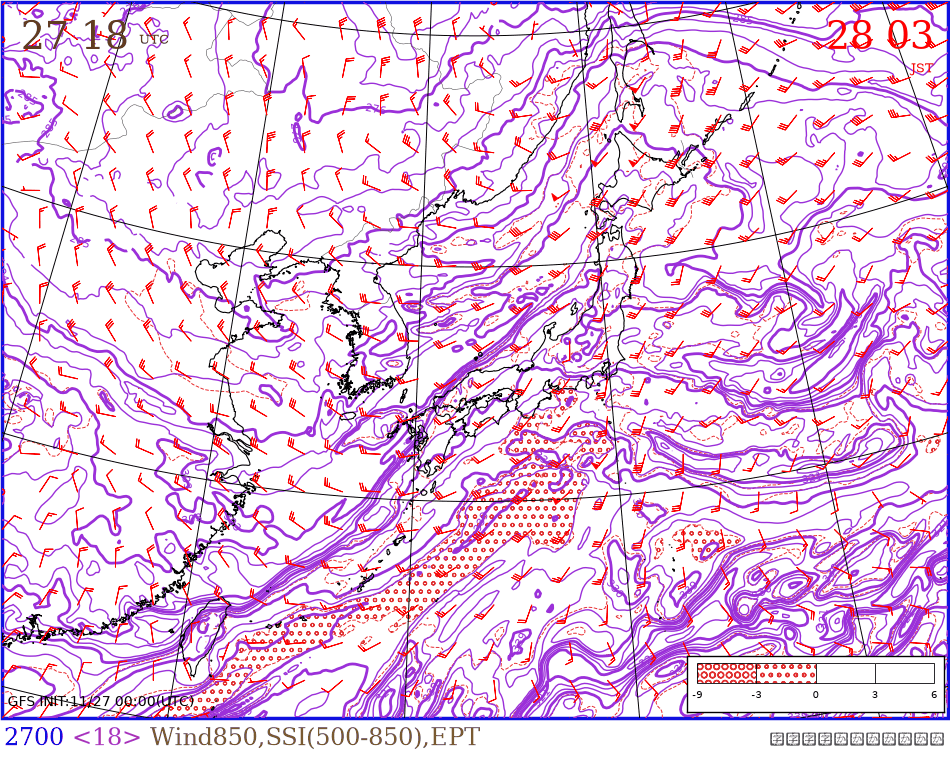 27 18 UTC 28 03
JST
GFS INIT:11/27 00:00(UTC)
-9 -3 0 3 6
2700 <18> Wind850,SSI(500-850),EPT